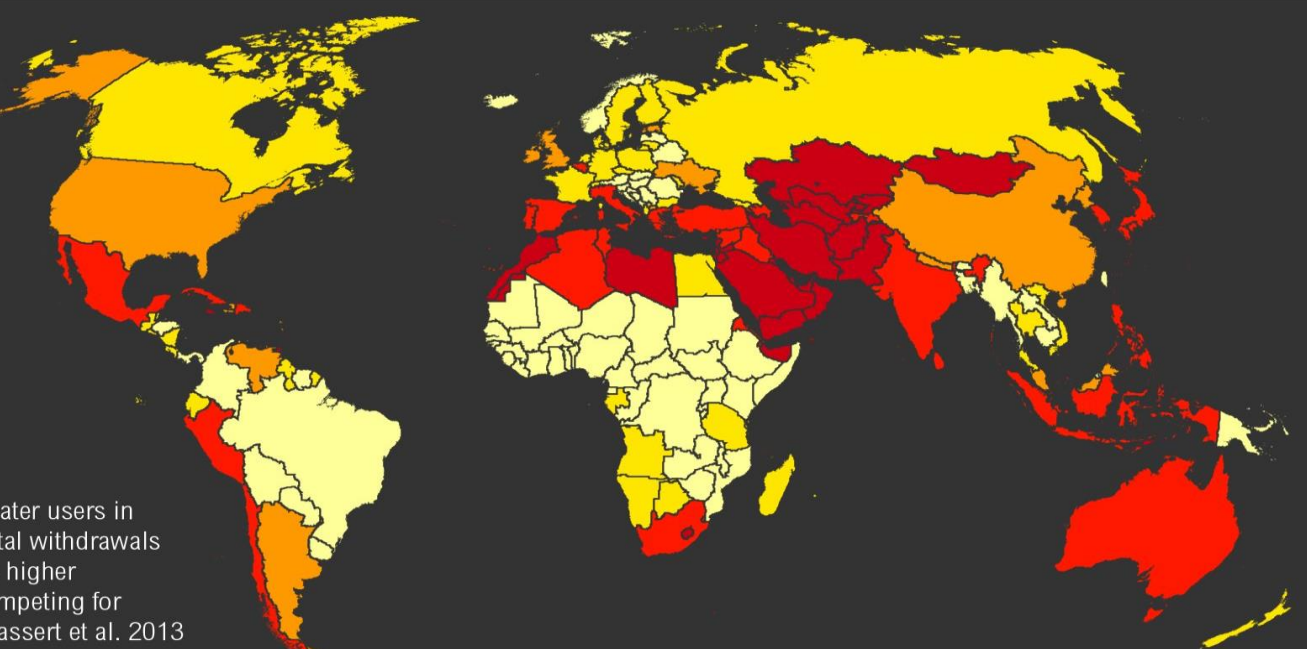 ater users in
tal withdrawals
higher
mpeting for
assert et al. 2013